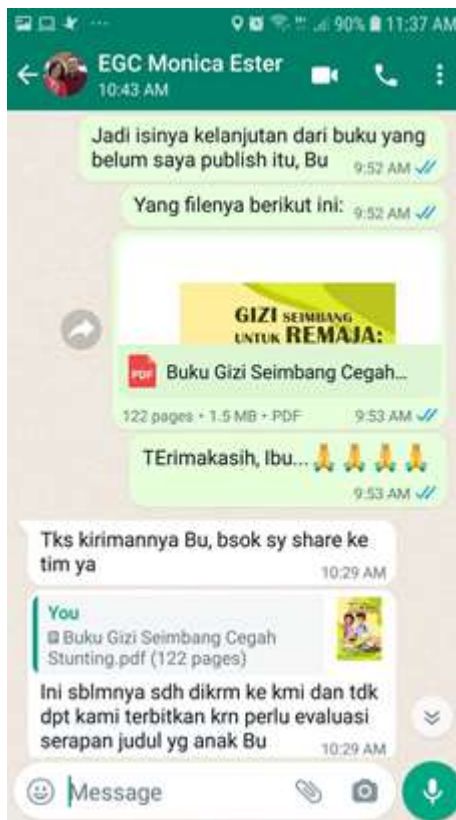 90% 11:37 AM
EGC Monica Ester
10:43 AM
Jadi isinya kelanjutan dari buku yang
belum saya publish itu, Bu
9:52 AM
Yang filenya berikut ini:
9:52 AM
GIZI SEIMBANG
UNTUK REMAJA:
PDF
Buku Gizi Seimbang Cegah...
122 pages • 1.5 MB • PDF
9:53 AM
TErimakasih, Ibu...
9:53 AM
Tks kirimannya Bu, bsok sy share ke
tim ya
10:29 AM
You
Buku Gizi Seimbang Cegah
Stunting.pdf (122 pages)
Ini sblmnya sdh dikrm ke kmi dan tdk
dpt kami terbitkan krn perlu evaluasi
serapan judul yg anak Bu
10:29 AM
Message